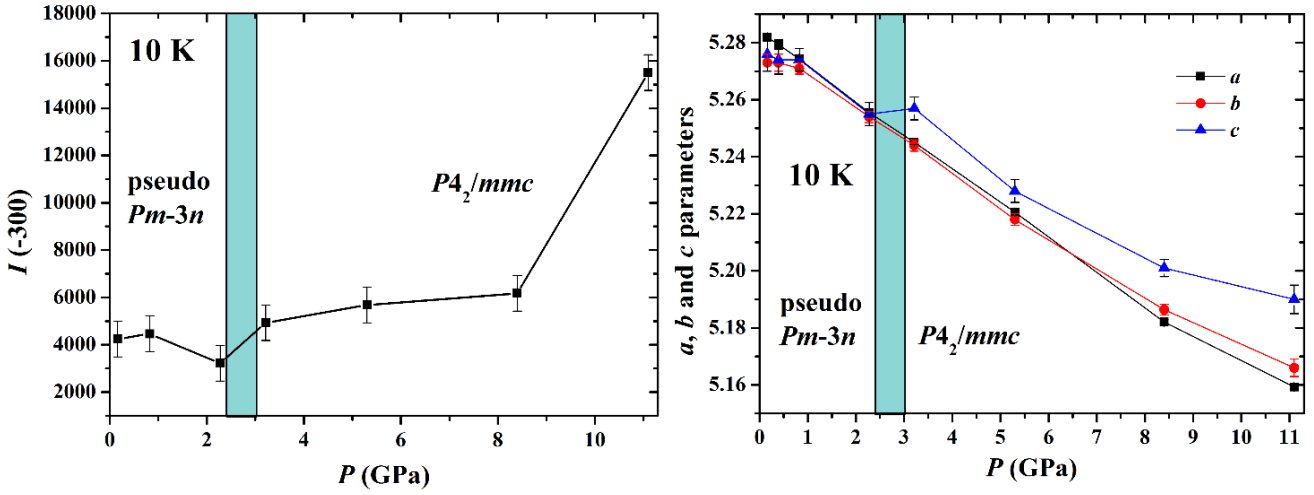 18000
16000
14000
12000
10000
8000
6000
4000
2000
I (-300)
10 K
pseudo
Pm-3n
P4₂/mmc
0
2
4
6
8
10
P (GPa)
5.28
5.26
5.24
5.22
5.20
5.18
5.16
a, b and c parameters
a
b
c
10 K
pseudo
Pm-3n
P4₂/mmc
0
1
2
3
4
5
6
7
8
9
10
11
P (GPa)